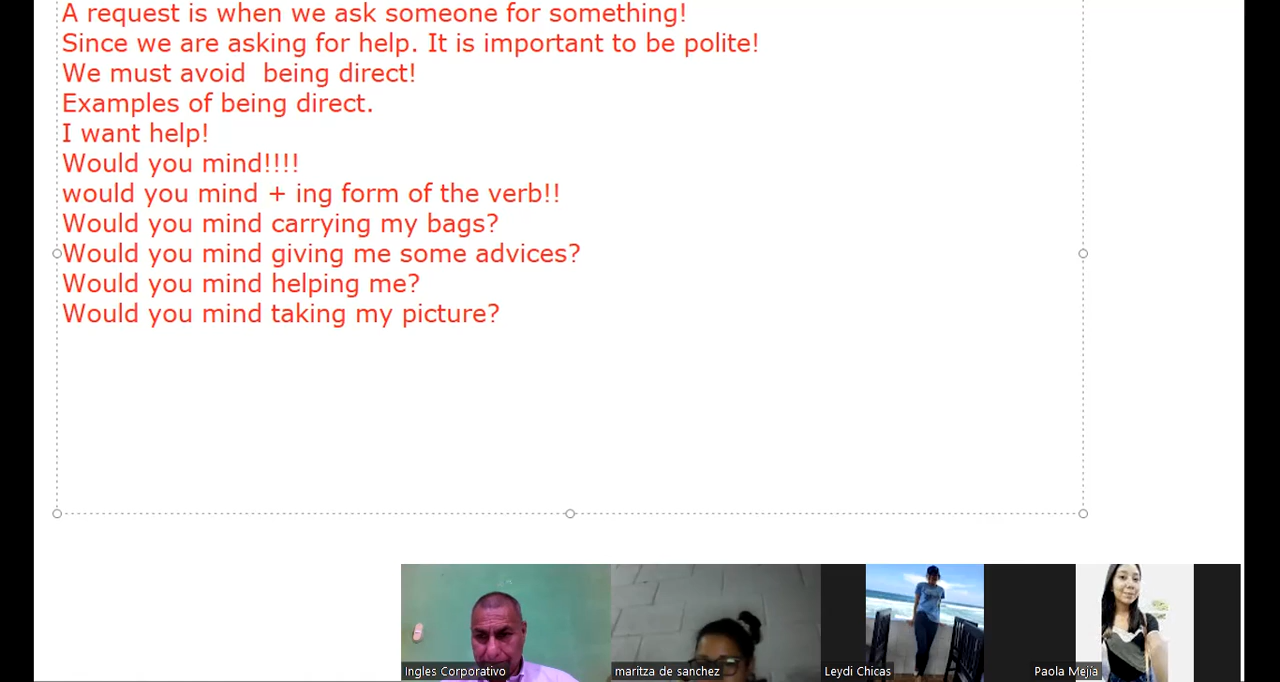 A request is when we ask someone for something!
Since we are asking for help. It is important to be polite!
We must avoid  being direct!
Examples of being direct.
I want help!
Would you mind!!!!
would you mind + ing form of the verb!!
Would you mind carrying my bags?
Would you mind giving me some advices?
Would you mind helping me?
Would you mind taking my picture?
Ingles Corporativo
maritza de sanchez
Leydi Chicas
Paola Mejía